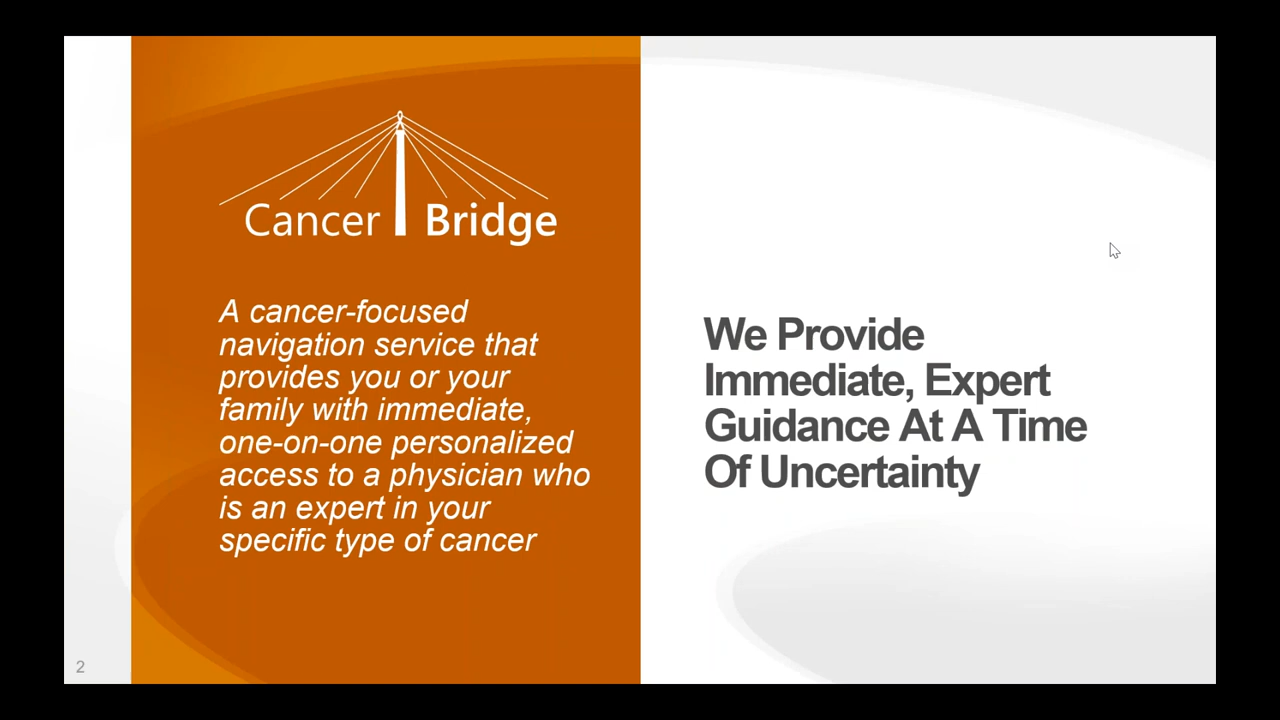 Cancer Bridge
A cancer-focused
navigation service that
provides you or your
family with immediate,
one-on-one personalized
access to a physician who
is an expert in your
specific type of cancer
We Provide
Immediate, Expert
Guidance At A Time
Of Uncertainty
2